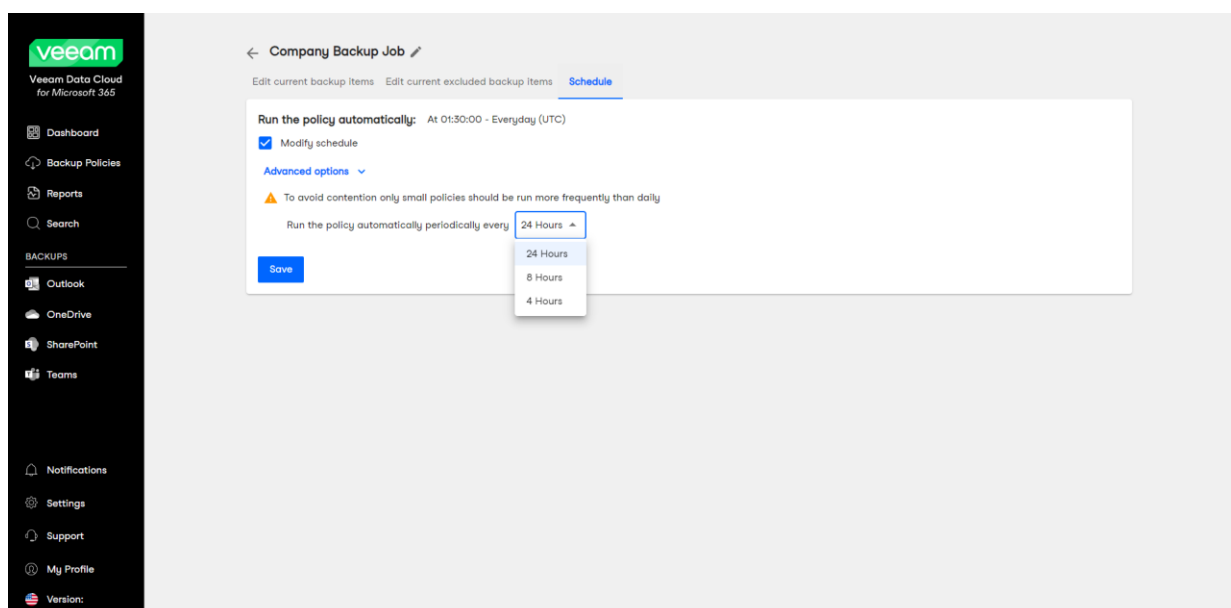 veeam
Veeam Data Cloud
for Microsoft 365
Dashboard
Backup Policies
Reports
Search
BACKUPS
Outlook
OneDrive
SharePoint
Teams
Notifications
Settings
Support
My Profile
Version:
Company Backup Job
Edit current backup items Edit current excluded backup items Schedule
Run the policy automatically: At 01:30:00 - Everyday (UTC)
Modify schedule
Advanced options
To avoid contention only small policies should be run more frequently than daily
Run the policy automatically periodically every 24 Hours
24 Hours
8 Hours
4 Hours
Save